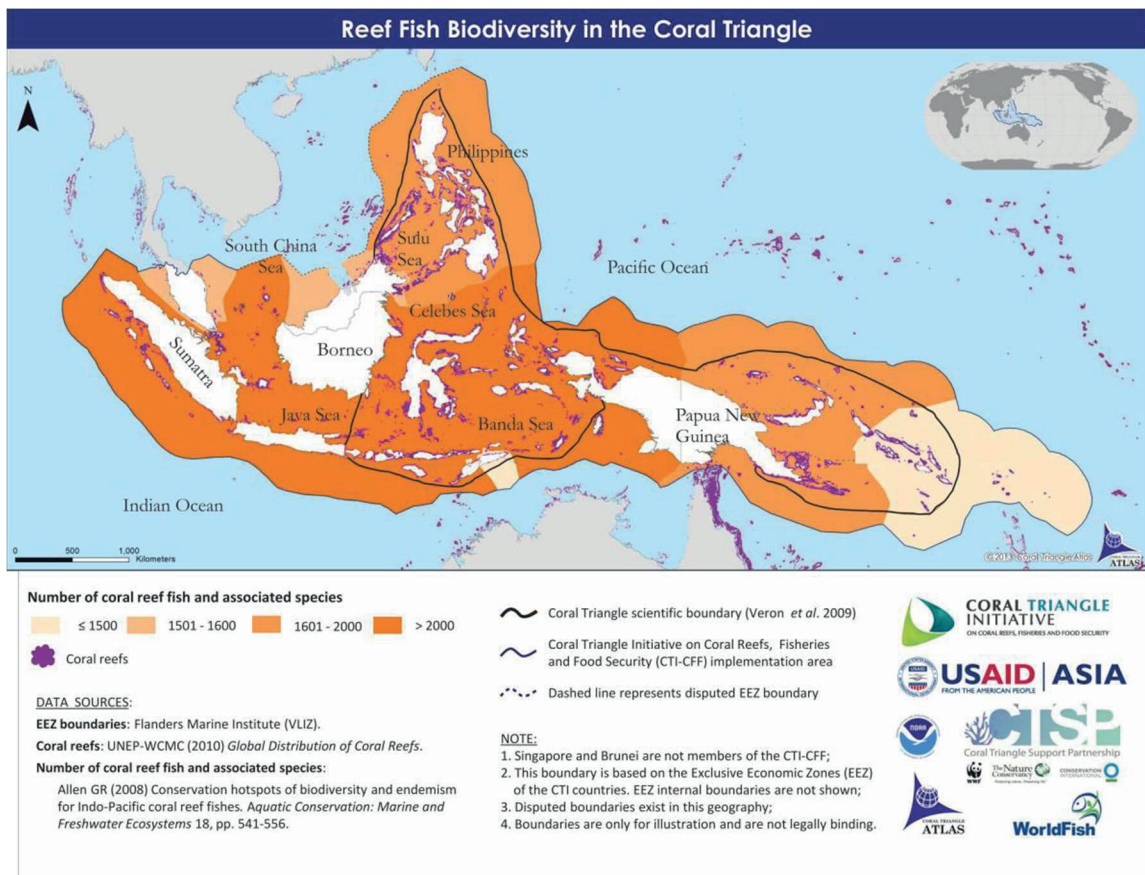 Reef Fish Biodiversity in the Coral Triangle
N
Philippines
South China
Sea
Sulu
Sea
Pacific Ocean
Celebes Sea
Sumatra
Borneo
Java Sea
Banda Sea
Papua New
Guinea
Indian Ocean
0 500 1,000
Kilometers
©2013 Coral Triangle Atlas
ATLAS
Number of coral reef fish and associated species
≤ 1500 1501 - 1600 1601 - 2000 > 2000
Coral reefs
DATA SOURCES:
EEZ boundaries: Flanders Marine Institute (VLIZ).
Coral reefs: UNEP-WCMC (2010) Global Distribution of Coral Reefs.
Number of coral reef fish and associated species:
Allen GR (2008) Conservation hotspots of biodiversity and endemism
for Indo-Pacific coral reef fishes. Aquatic Conservation: Marine and
Freshwater Ecosystems 18, pp. 541-556.
Coral Triangle scientific boundary (Veron et al. 2009)
Coral Triangle Initiative on Coral Reefs, Fisheries
and Food Security (CTI-CFF) implementation area
Dashed line represents disputed EEZ boundary
NOTE:
1. Singapore and Brunei are not members of the CTI-CFF;
2. This boundary is based on the Exclusive Economic Zones (EEZ)
of the CTI countries. EEZ internal boundaries are not shown;
3. Disputed boundaries exist in this geography;
4. Boundaries are only for illustration and are not legally binding.
CORAL TRIANGLE
INITIATIVE
ON CORAL REEFS, FISHERIES AND FOOD SECURITY
USAID
USAID | ASIA
FROM THE AMERICAN PEOPLE
NOAA
CTSP
Coral Triangle Support Partnership
WWF
The Nature
Conservancy
CONSERVATION
INTERNATIONAL
CORAL TRIANGLE
ATLAS
WorldFish